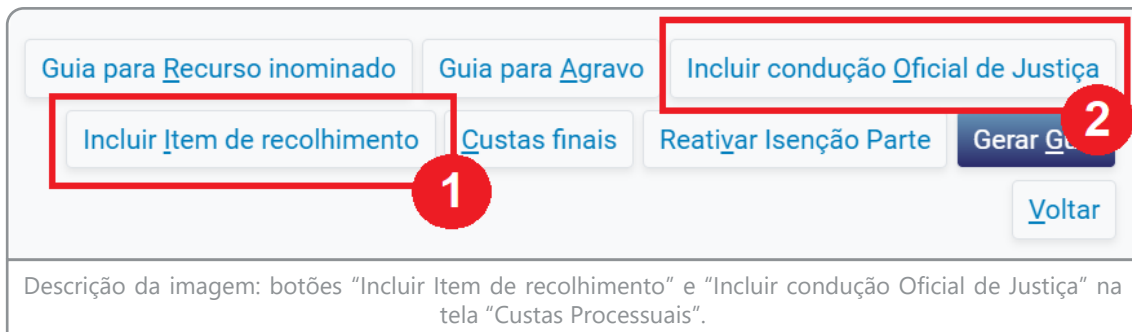 Guia para Recurso inominado Guia para Agravo Incluir condução Oficial de Justiça
2
Incluir Item de recolhimento Custas finais Reativar Isenção Parte Gerar
1
Voltar
Descrição da imagem: botões “Incluir Item de recolhimento” e “Incluir condução Oficial de Justiça” na
tela “Custas Processuais”.